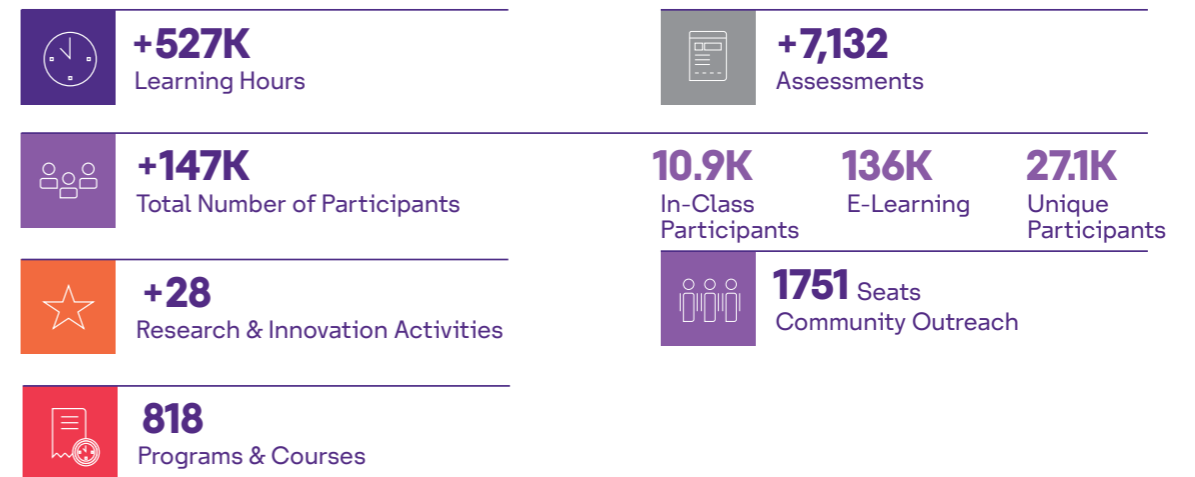 +527K
Learning Hours
+7,132
Assessments
+147K
Total Number of Participants
10.9K
In-Class
Participants
136K
E-Learning
27.1K
Unique
Participants
+28
Research & Innovation Activities
1751 Seats
Community Outreach
818
Programs & Courses